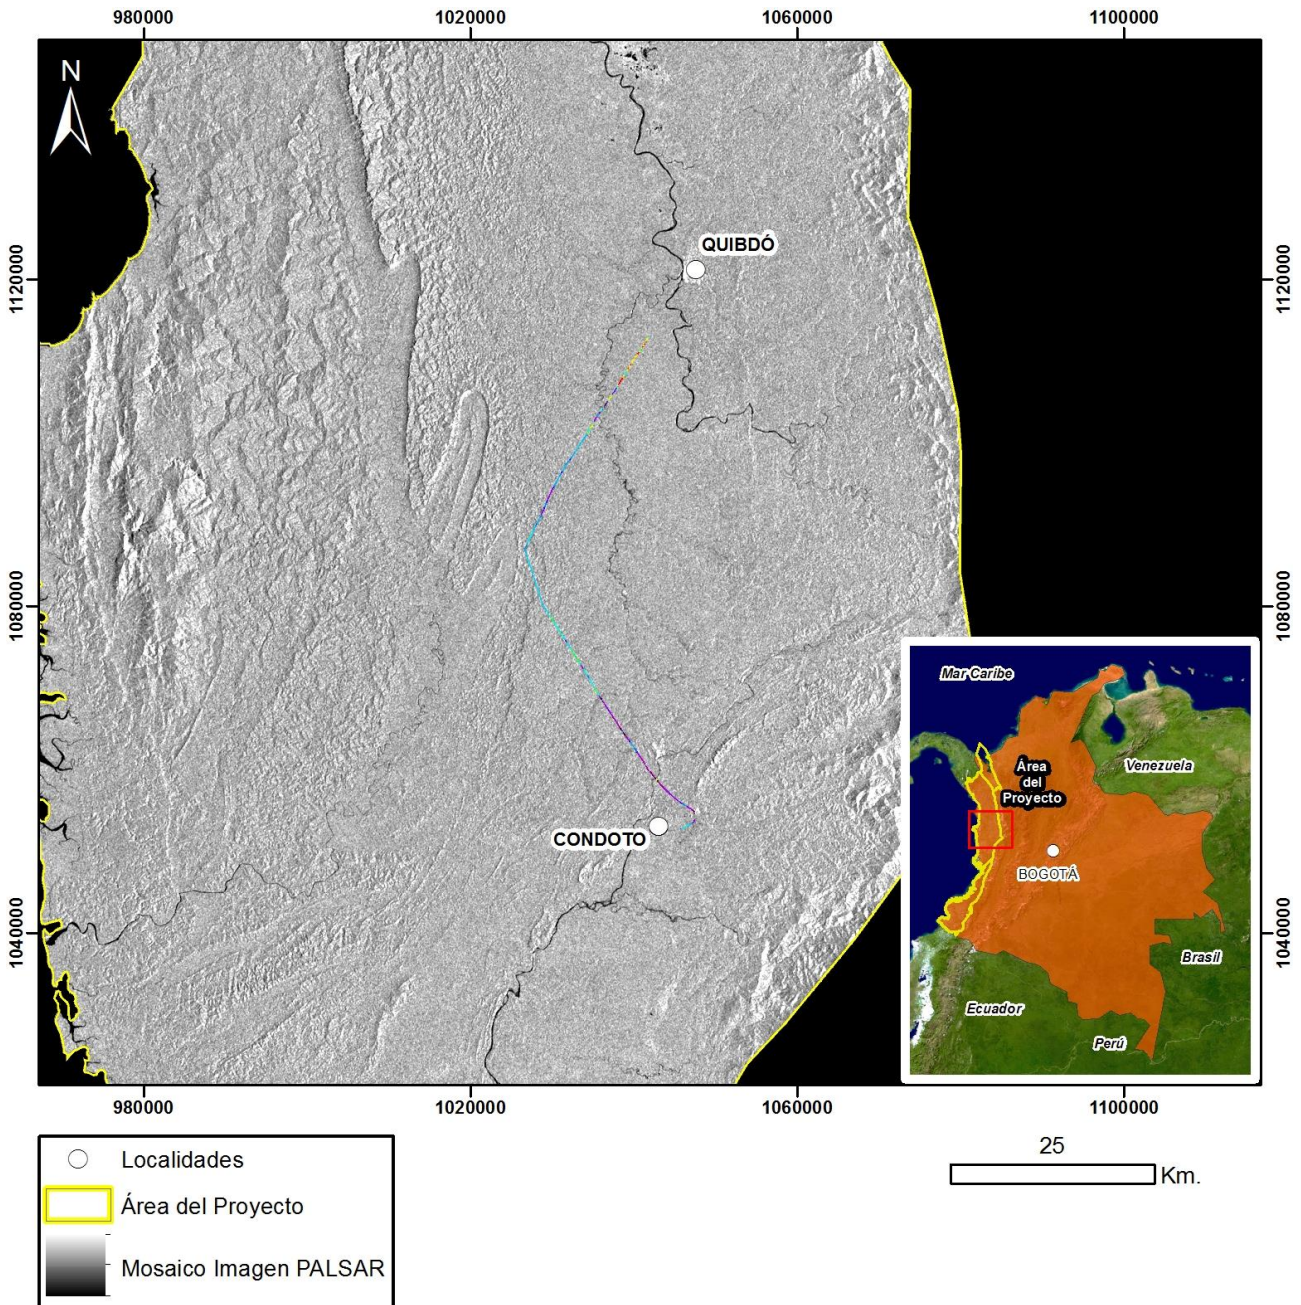 980000
1020000
1060000
1100000
N
QUIBDÓ
1120000
1120000
1080000
1080000
CONDOTO
1040000
1040000
Mar Caribe
Venezuela
Área
del
Proyecto
BOGOTÁ
Brasil
Ecuador
Perú
980000
1020000
1060000
1100000
Localidades
Área del Proyecto
Mosaico Imagen PALSAR
25
Km.